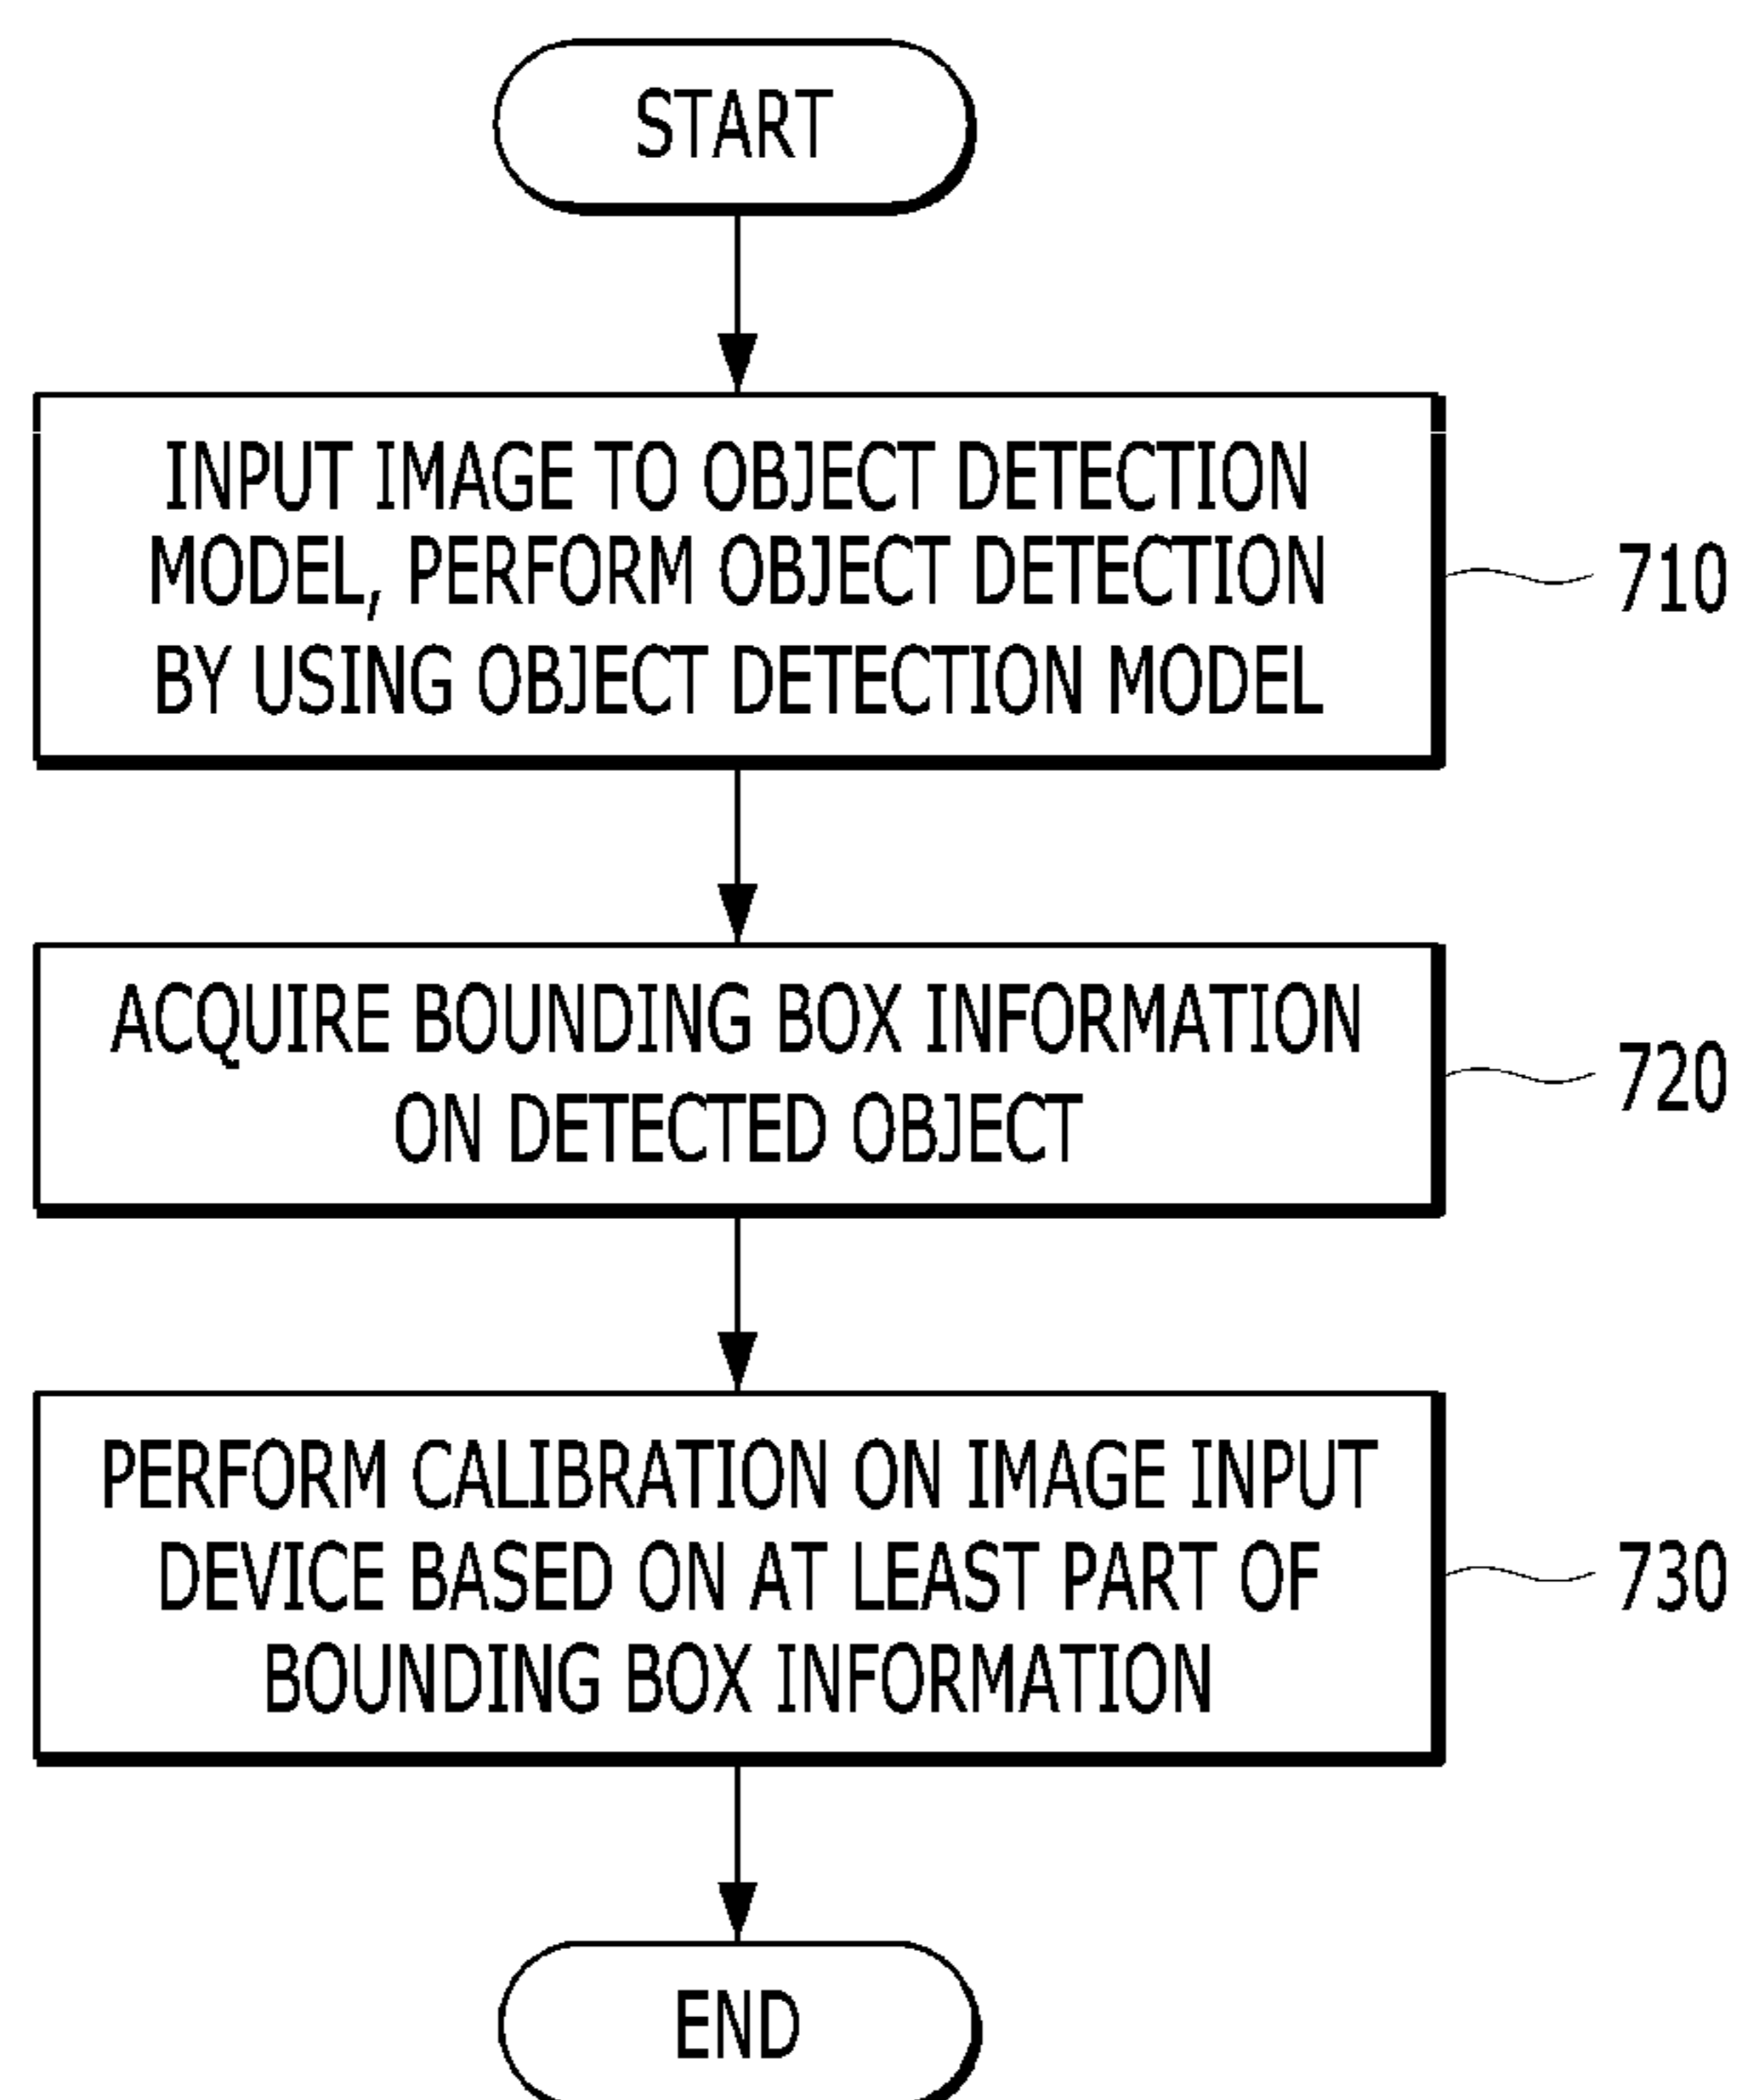 START
INPUT IMAGE TO OBJECT DETECTION
MODEL, PERFORM OBJECT DETECTION
BY USING OBJECT DETECTION MODEL
710
ACQUIRE BOUNDING BOX INFORMATION
ON DETECTED OBJECT
720
PERFORM CALIBRATION ON IMAGE INPUT
DEVICE BASED ON AT LEAST PART OF
BOUNDING BOX INFORMATION
730
END